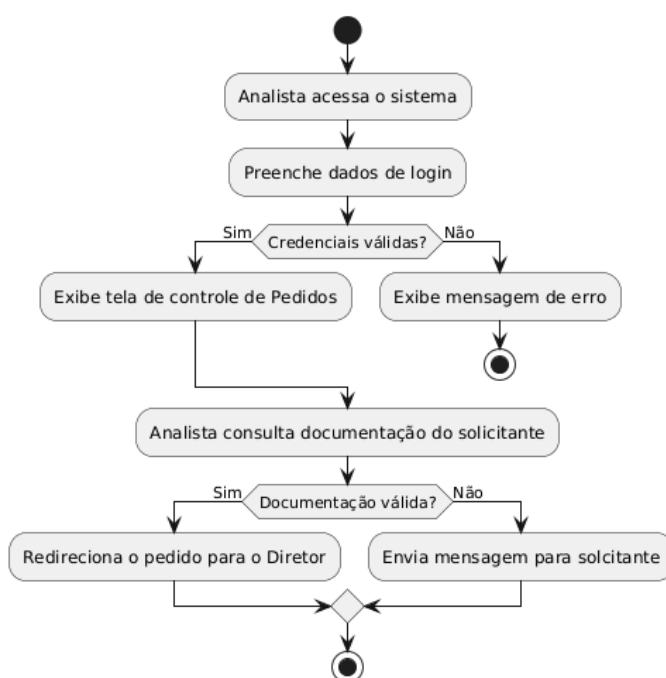 Analista acessa o sistema
Preenche dados de login
Sim
Credenciais válidas?
Não
Exibe tela de controle de Pedidos
Exibe mensagem de erro
Analista consulta documentação do solicitante
Sim
Documentação válida?
Não
Redireciona o pedido para o Diretor
Envia mensagem para solcitante